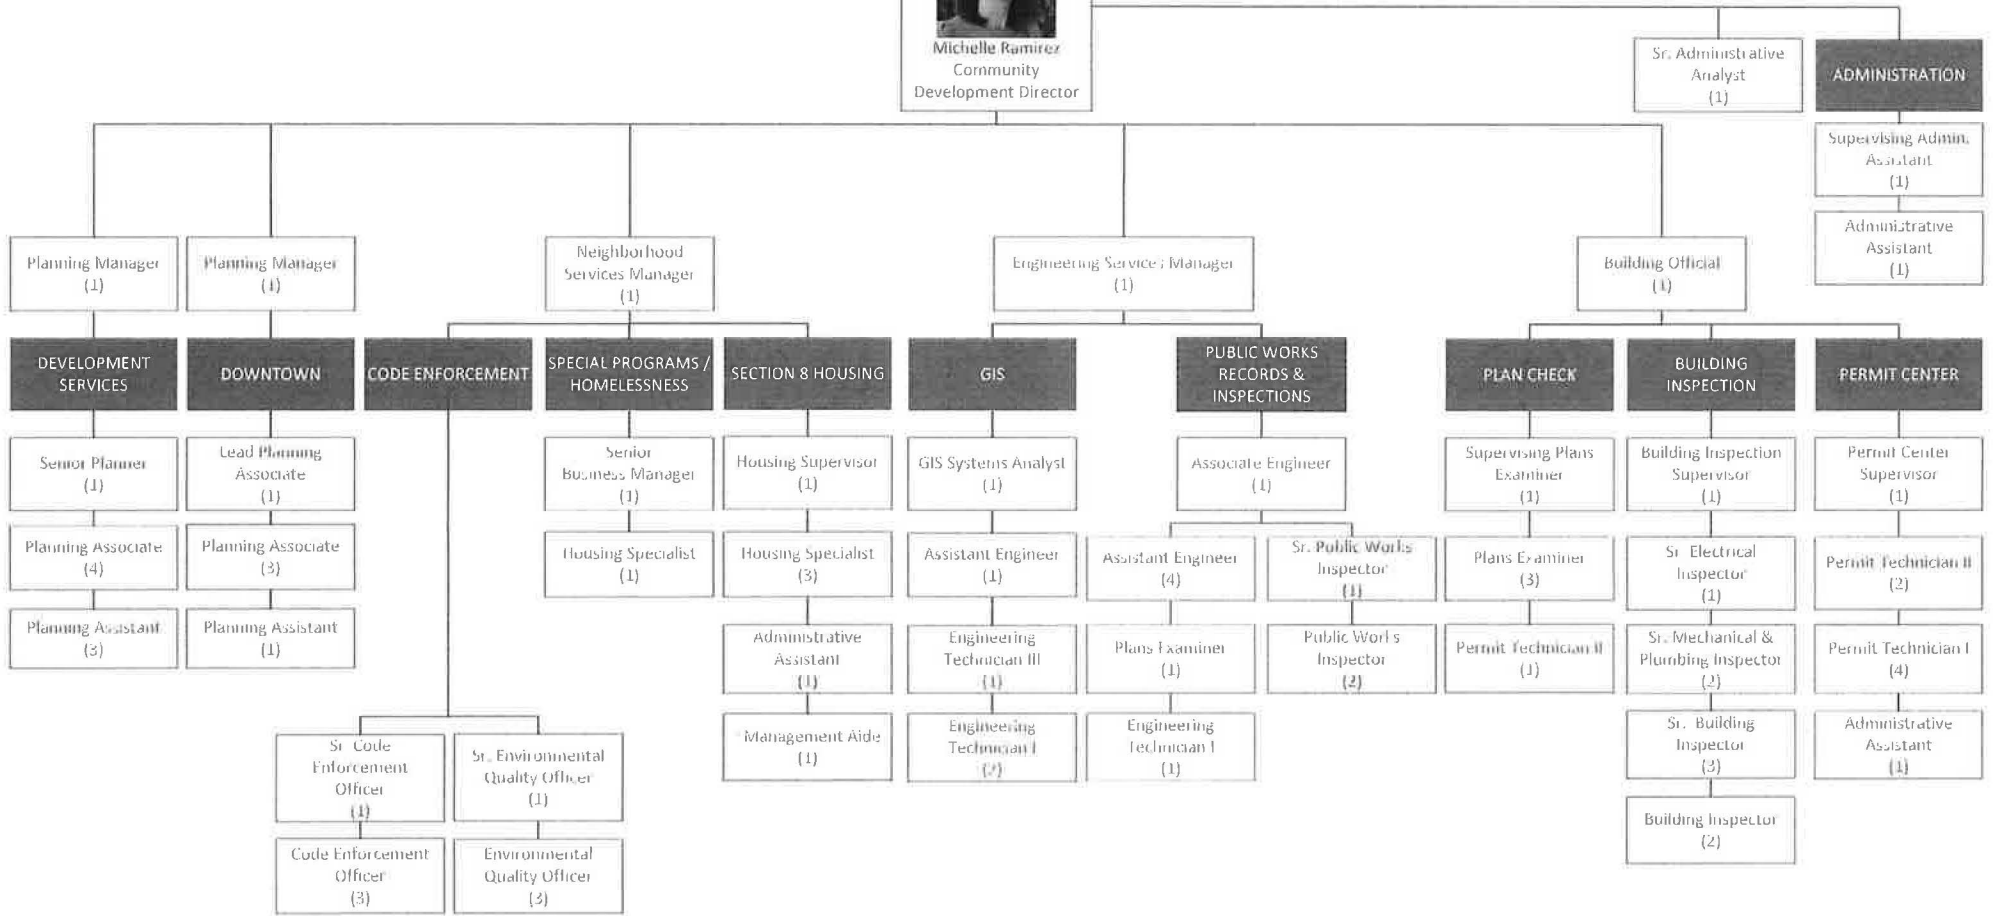 Michelle Ramirez
Community
Development Director
Sr. Administrative
Analyst
(1)
ADMINISTRATION
Supervising Admin.
Assistant
(1)
Administrative
Assistant
(1)
Planning Manager
(1)
Planning Manager
(1)
Neighborhood
Services Manager
(1)
Engineering Services Manager
(1)
Building Official
(1)
DEVELOPMENT
SERVICES
DOWNTOWN
CODE ENFORCEMENT
SPECIAL PROGRAMS /
HOMELESSNESS
SECTION 8 HOUSING
GIS
PUBLIC WORKS
RECORDS &
INSPECTIONS
PLAN CHECK
BUILDING
INSPECTION
PERMIT CENTER
Senior Planner
(1)
Planning Associate
(4)
Planning Assistant
(3)
Lead Planning
Associate
(1)
Planning Associate
(3)
Planning Assistant
(1)
Sr. Code
Enforcement
Officer
(1)
Code Enforcement
Officer
(3)
Sr. Environmental
Quality Officer
(1)
Environmental
Quality Officer
(3)
Senior
Business Manager
(1)
Housing Specialist
(1)
Housing Supervisor
(1)
Housing Specialist
(3)
Administrative
Assistant
(1)
Management Aide
(1)
GIS Systems Analyst
(1)
Assistant Engineer
(1)
Engineering
Technician III
(1)
Engineering
Technician I
(2)
Associate Engineer
(1)
Assistant Engineer
(4)
Plans Examiner
(1)
Engineering
Technician I
(1)
Sr. Public Works
Inspector
(1)
Public Works
Inspector
(2)
Supervising Plans
Examiner
(1)
Plans Examiner
(3)
Permit Technician II
(1)
Building Inspection
Supervisor
(1)
Sr. Electrical
Inspector
(1)
Sr. Mechanical &
Plumbing Inspector
(2)
Sr. Building
Inspector
(3)
Building Inspector
(2)
Permit Center
Supervisor
(1)
Permit Technician II
(2)
Permit Technician I
(4)
Administrative
Assistant
(1)